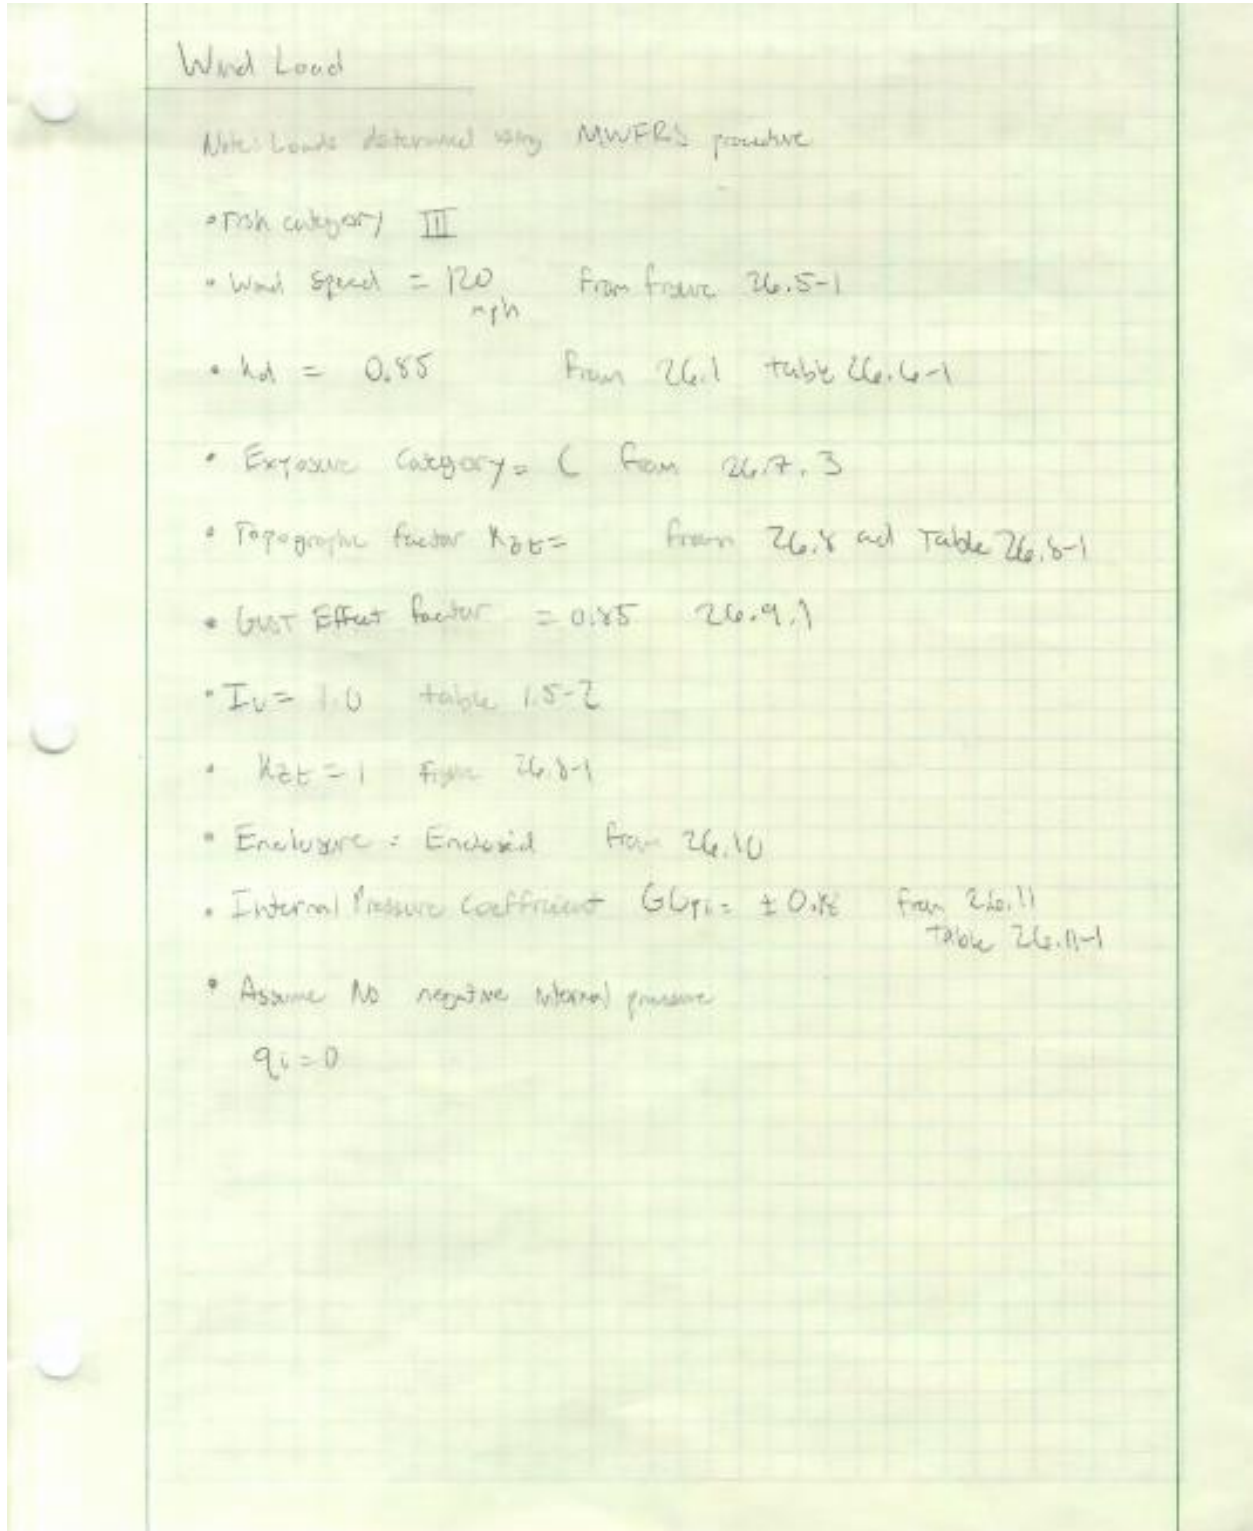 Wind Load
Note: Loads determined using MWFRS procedure
• Risk category III
• Wind Speed = 120 mph From figure 26.5-1
• Kd = 0.85 from 26.1 table 26.6-1
• Exposure Category = C from 26.7.3
• Topographic factor Kzt = from 26.8 and Table 26.8-1
• GUST Effect factor = 0.85 26.9.1
• Iw = 1.0 table 1.5-2
• Kzt = 1 Figure 26.8-1
• Enclosure = Enclosed from 26.10
• Internal Pressure Coefficient GCpi = ± 0.18 from 26.11
Table 26.11-1
• Assume No negative internal pressure
qi = 0